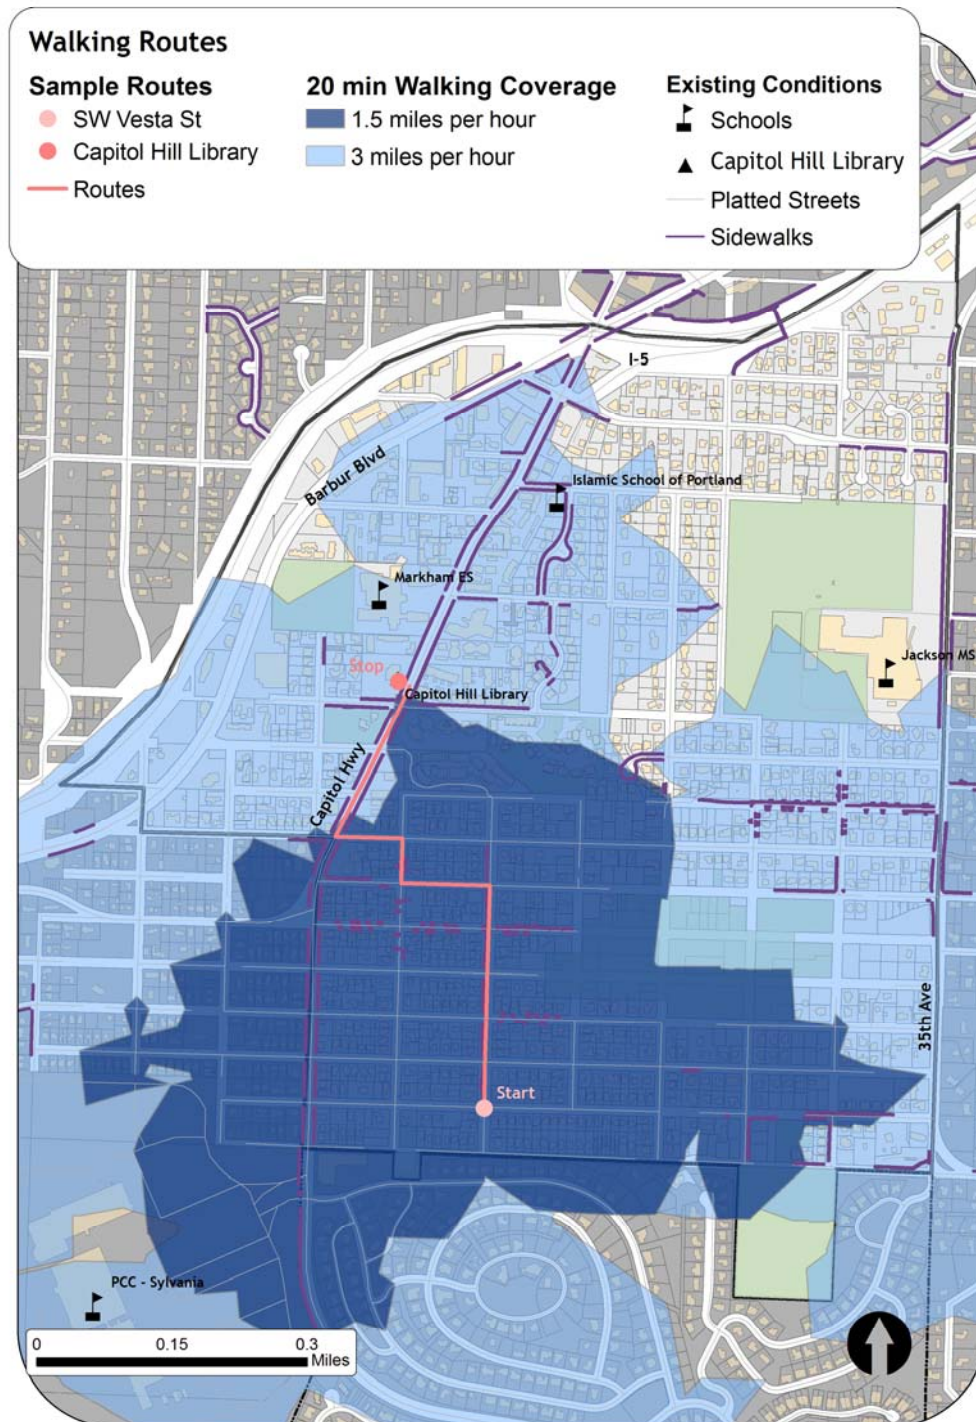 Walking Routes
Sample Routes
SW Vesta St
Capitol Hill Library
Routes
20 min Walking Coverage
1.5 miles per hour
3 miles per hour
Existing Conditions
Schools
Capitol Hill Library
Platted Streets
Sidewalks
I-5
Barbur Blvd
Islamic School of Portland
Markham ES
Jackson MS
Stop
Capitol Hill Library
Capitol Hwy
35th Ave
Start
PCC - Sylvania
0 0.15 0.3
Miles